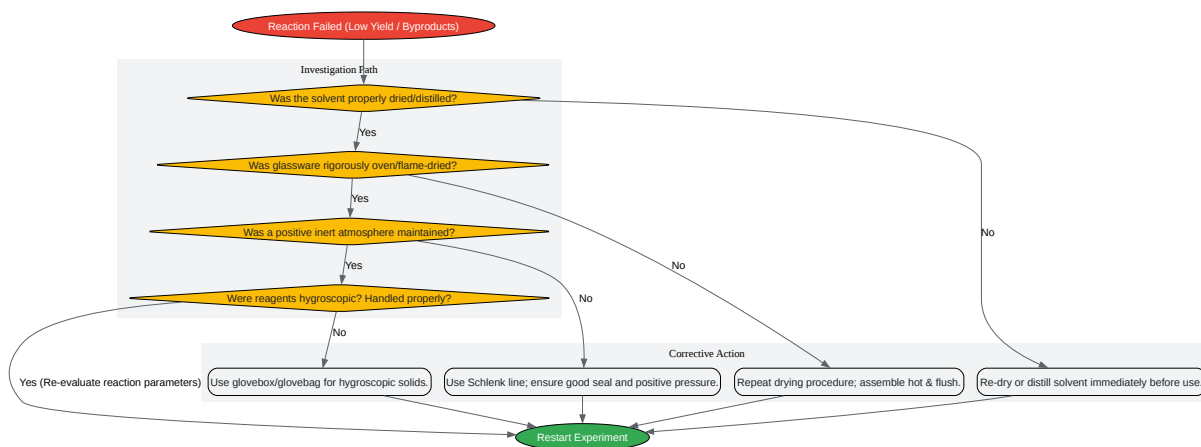 Reaction Failed (Low Yield / Byproducts)
Investigation Path
Was the solvent properly dried/distilled?
Yes
Was glassware rigorously oven/flame-dried?
Yes
Was a positive inert atmosphere maintained?
No
No
Yes
Were reagents hygroscopic? Handled properly?
No
No
Corrective Action
Yes (Re-evaluate reaction parameters)
Use glovebox/glovebag for hygroscopic solids.
Use Schlenk line; ensure good seal and positive pressure.
Repeat drying procedure; assemble hot & flush.
Re-dry or distill solvent immediately before use.
Restart Experiment